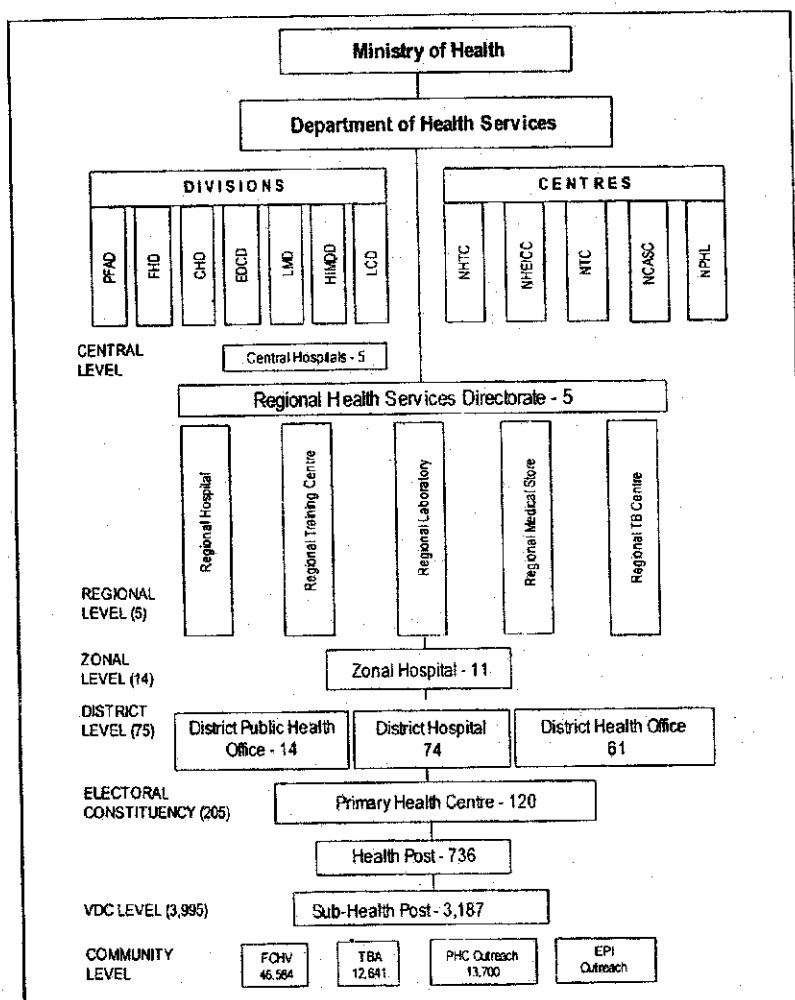 Ministry of Health
Department of Health Services
DIVISIONS
PFAD
FHD
CHD
EDCD
LMD
HIMDD
LCD
CENTRES
NHTC
NHEICC
NTC
NCASC
NPHL
CENTRAL
LEVEL
Central Hospitals - 5
Regional Health Services Directorate - 5
Regional Hospital
Regional Training Centre
Regional Laboratory
Regional Medical Store
Regional TB Centre
REGIONAL
LEVEL (5)
ZONAL
LEVEL (14)
Zonal Hospital - 11
DISTRICT
LEVEL (75)
District Public Health
Office - 14
District Hospital
74
District Health Office
61
ELECTORAL
CONSTITUENCY (205)
Primary Health Centre - 120
Health Post - 736
VDC LEVEL (3,995)
Sub-Health Post - 3,187
COMMUNITY
LEVEL
FCHV
46,564
TBA
12,641
PHC Outreach
13,700
EPI
Outreach